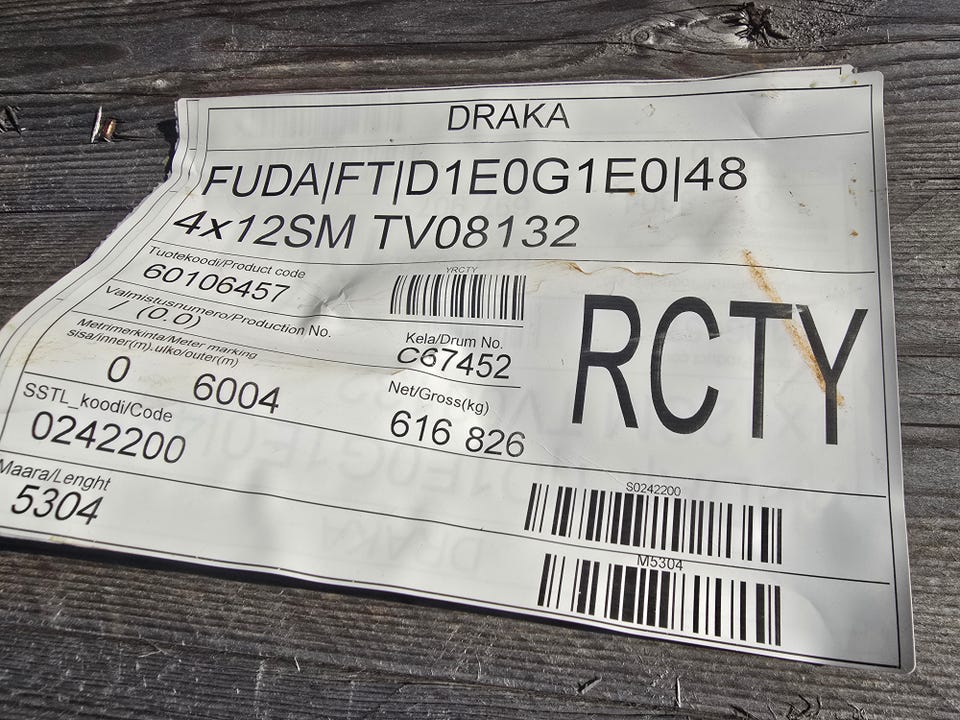 DRAKA
FUDA|FT|D1E0G1E0|48
4x12SM TV08132
Tuotekoodi/Product code
60106457
YRCTY
Valmistusnumero/Production No.
/ (0.0)
Kela/Drum No.
C67452
RCTY
Metrimerkinta/Meter marking
sisa/inner(m).ulko/outer(m)
0 6004
Net/Gross(kg)
616 826
SSTL_koodi/Code
0242200
S0242200
Maara/Lenght
5304
M5304